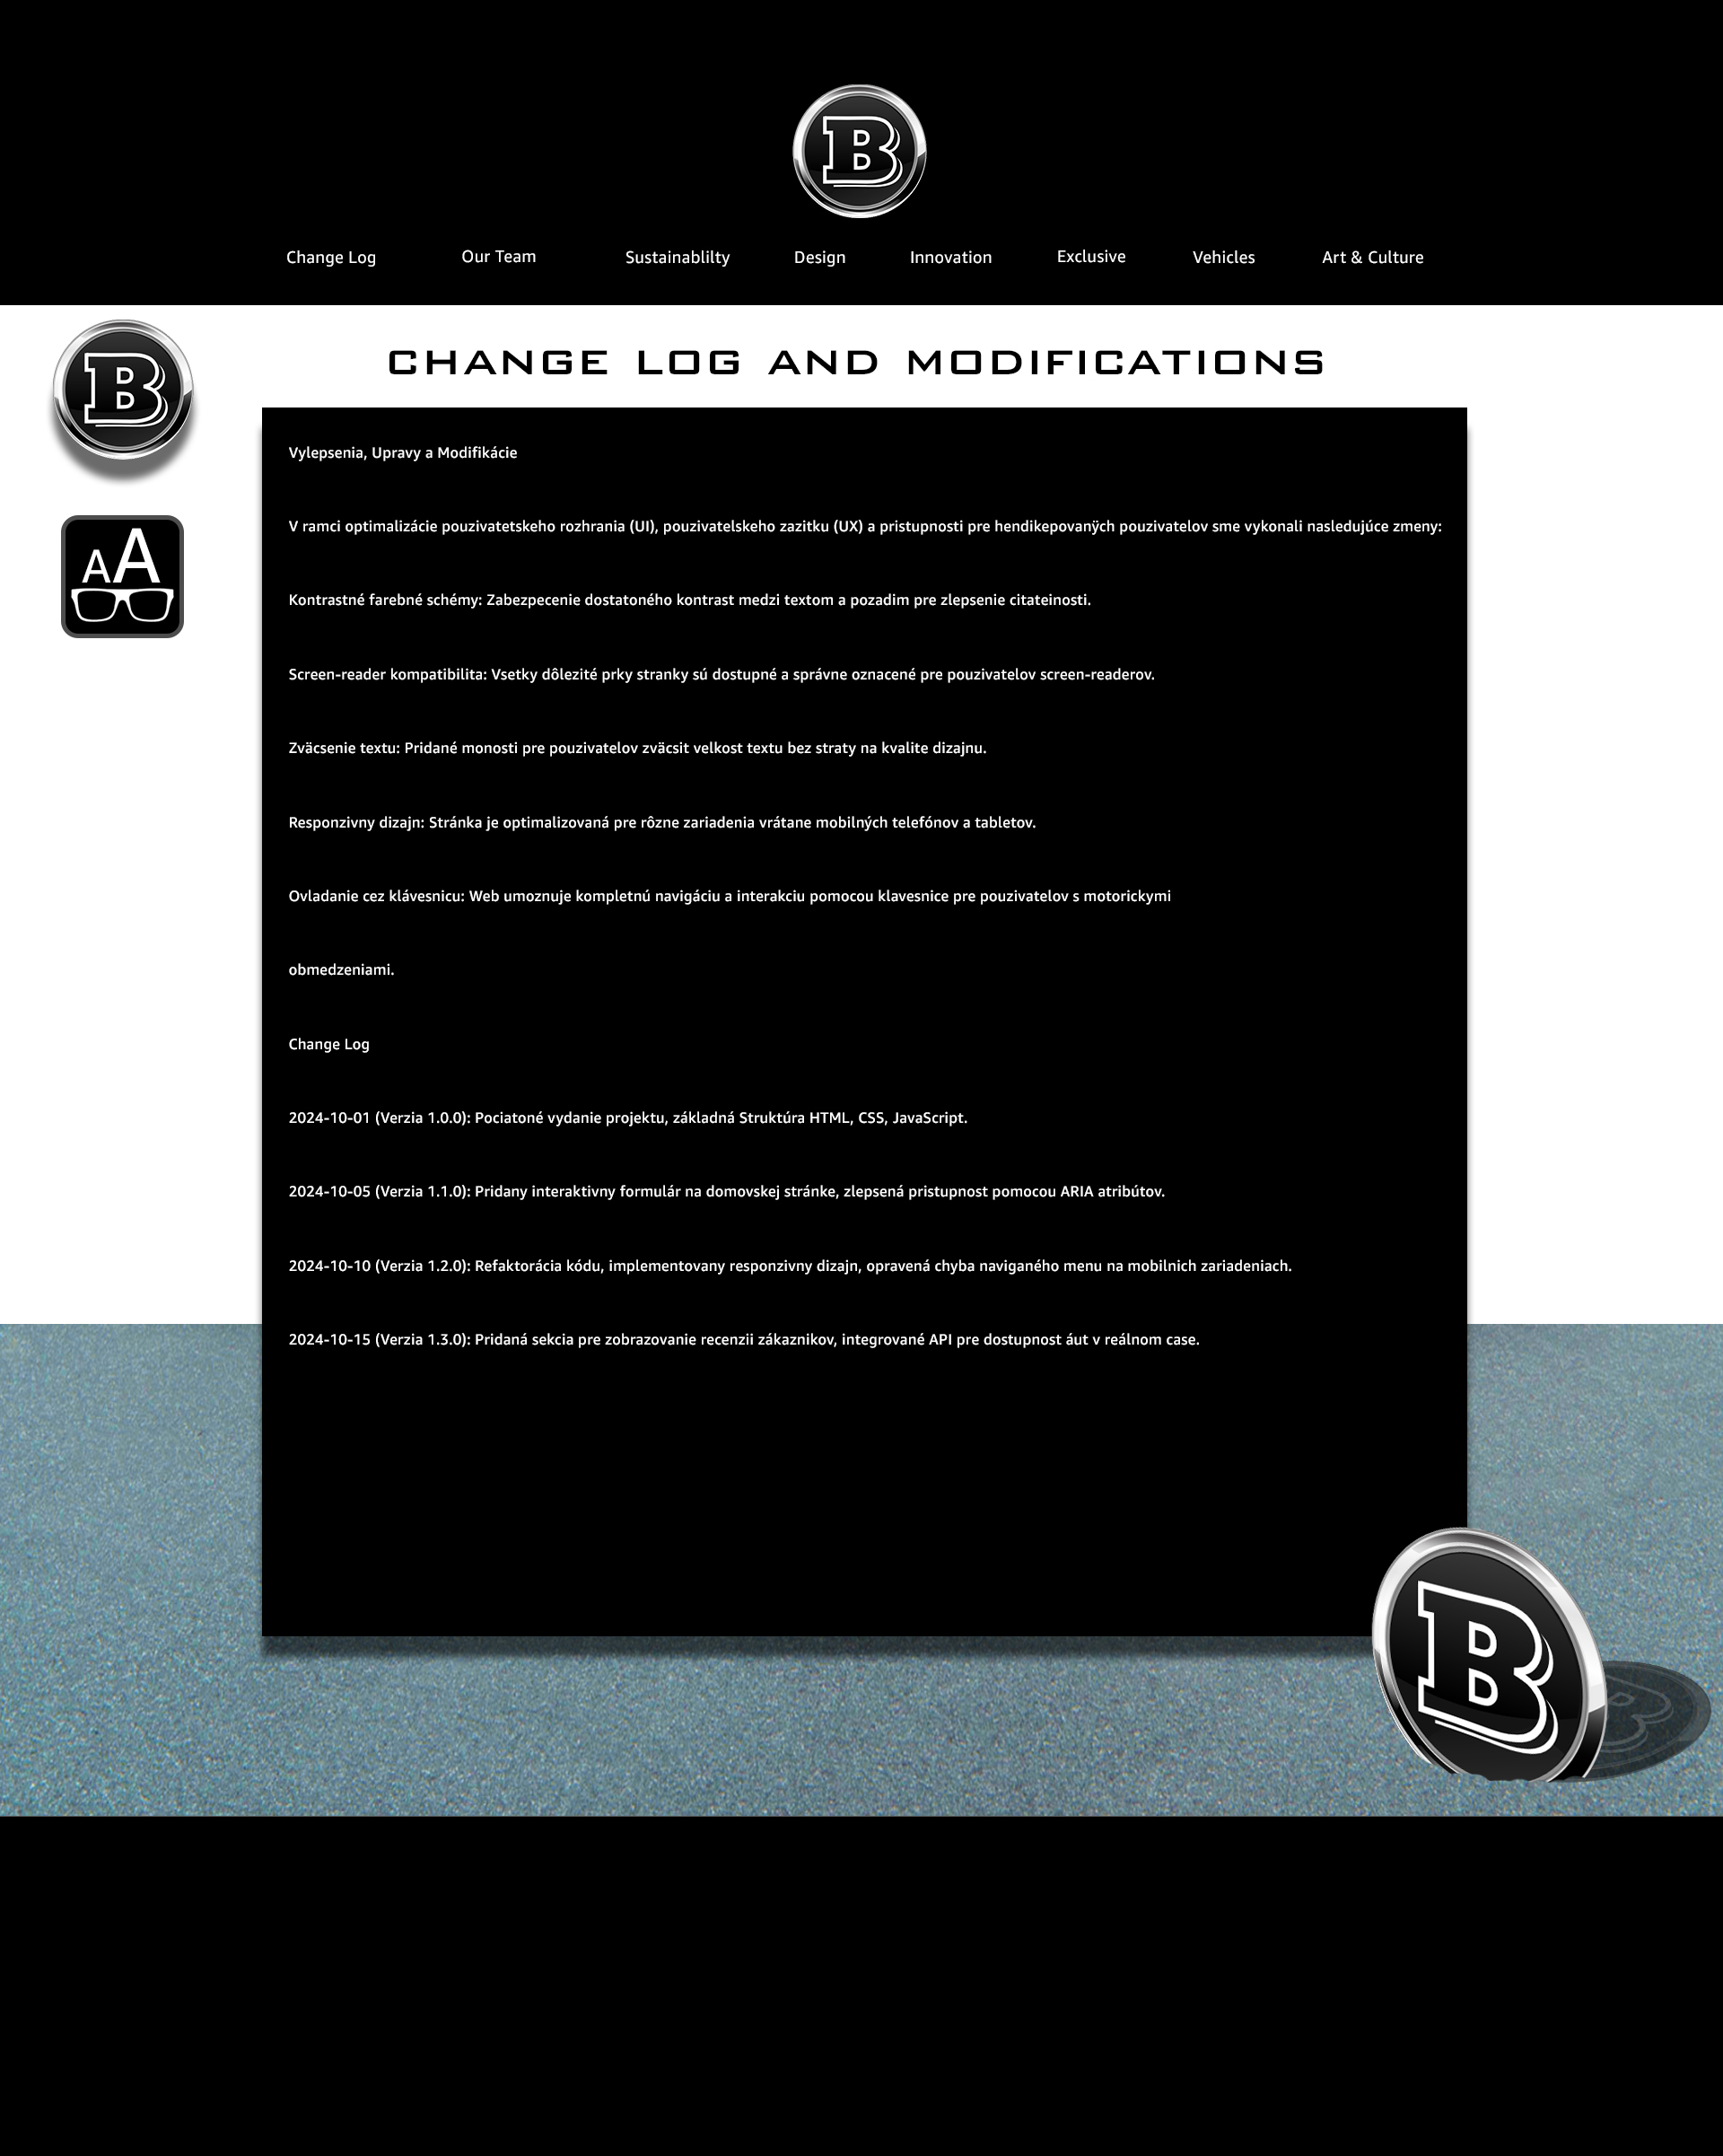 B
Change Log Our Team Sustainablilty Design Innovation Exclusive Vehicles Art & Culture
B
CHANGE LOG AND MODIFICATIONS
AA
Vylepsenia, Upravy a Modifikácie
V ramci optimalizácie pouzivatetskeho rozhrania (UI), pouzivatelskeho zazitku (UX) a pristupnosti pre hendikepovanÿch pouzivatelov sme vykonali nasledujúce zmeny:
Kontrastné farebné schémy: Zabezpecenie dostatoného kontrast medzi textom a pozadim pre zlepsenie citateinosti.
Screen-reader kompatibilita: Vsetky dôlezité prky stranky sú dostupné a správne oznacené pre pouzivatelov screen-readerov.
Zväcsenie textu: Pridané monosti pre pouzivatelov zväcsit velkost textu bez straty na kvalite dizajnu.
Responzivny dizajn: Stránka je optimalizovaná pre rôzne zariadenia vrátane mobilných telefónov a tabletov.
Ovladanie cez klávesnicu: Web umoznuje kompletnú navigáciu a interakciu pomocou klavesnice pre pouzivatelov s motorickymi
obmedzeniami.
Change Log
2024-10-01 (Verzia 1.0.0): Pociatoné vydanie projektu, základná Struktúra HTML, CSS, JavaScript.
2024-10-05 (Verzia 1.1.0): Pridany interaktivny formulár na domovskej stránke, zlepsená pristupnost pomocou ARIA atribútov.
2024-10-10 (Verzia 1.2.0): Refaktorácia kódu, implementovany responzivny dizajn, opravená chyba naviganého menu na mobilnich zariadeniach.
2024-10-15 (Verzia 1.3.0): Pridaná sekcia pre zobrazovanie recenzii zákaznikov, integrované API pre dostupnost áut v reálnom case.
B